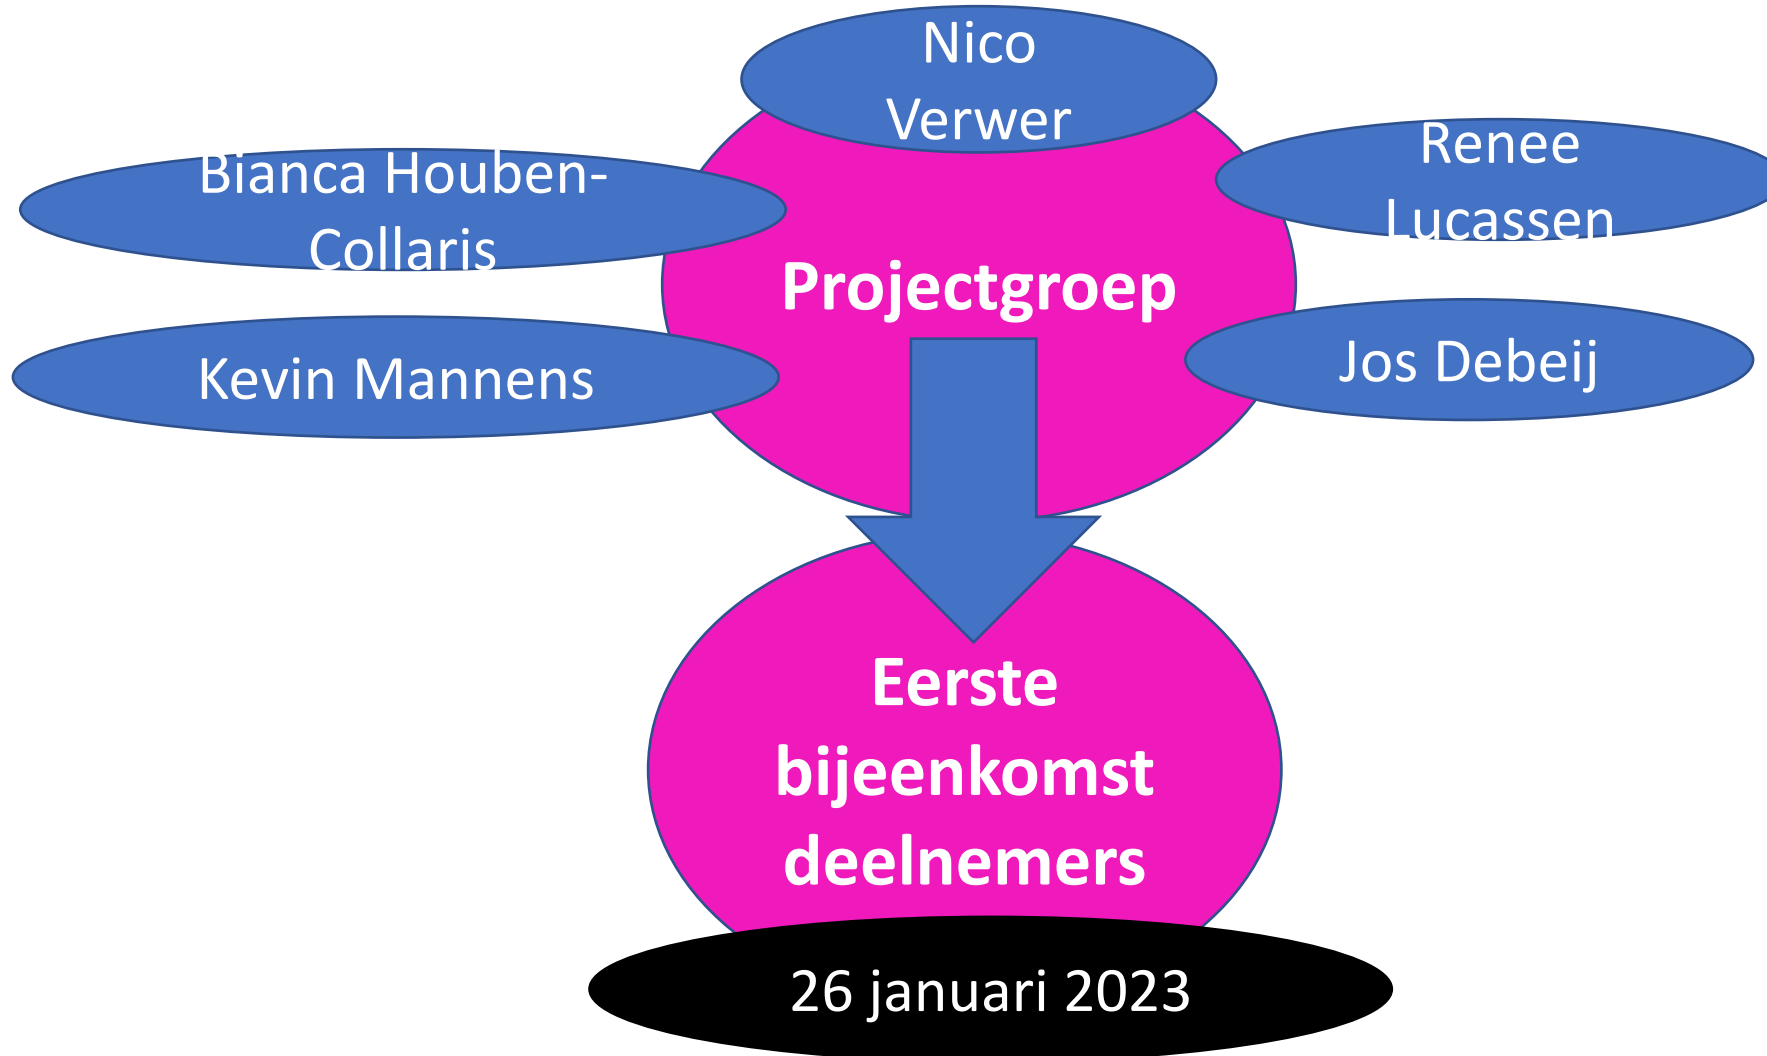 Nico
Verwer
Bianca Houben-
Collaris
Renee
Lucassen
Projectgroep
Kevin Mannens
Jos Debeij
Eerste
bijeenkomst
deelnemers
26 januari 2023